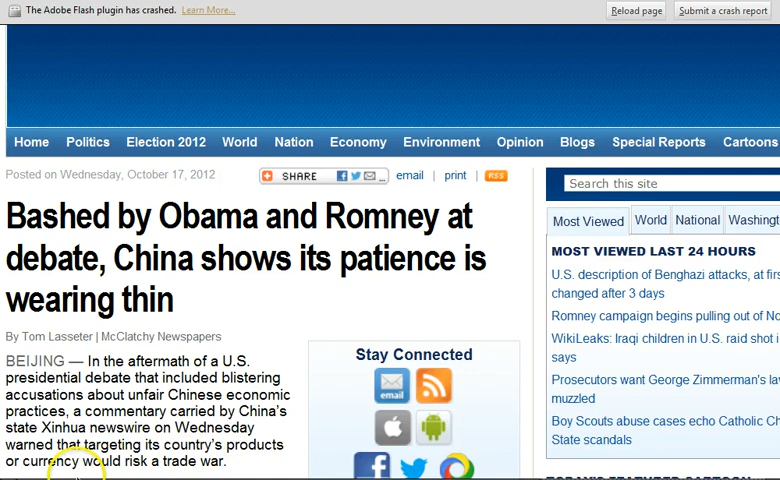 The Adobe Flash plugin has crashed. Learn More... Reload page Submit a crash report
Home Politics Election 2012 World Nation Economy Environment Opinion Blogs Special Reports Cartoons
Posted on Wednesday, October 17, 2012 SHARE ... email | print | RSS
Bashed by Obama and Romney at
debate, China shows its patience is
wearing thin
By Tom Lasseter | McClatchy Newspapers
BEIJING — In the aftermath of a U.S.
presidential debate that included blistering
accusations about unfair Chinese economic
practices, a commentary carried by China's
state Xinhua newswire on Wednesday
warned that targeting its country's products
or currency would risk a trade war.
Stay Connected
email
Search this site
Most Viewed World National Washingt
MOST VIEWED LAST 24 HOURS
U.S. description of Benghazi attacks, at firs
changed after 3 days
Romney campaign begins pulling out of No
WikiLeaks: Iraqi children in U.S. raid shot i
says
Prosecutors want George Zimmerman's la
muzzled
Boy Scouts abuse cases echo Catholic Ch
State scandals